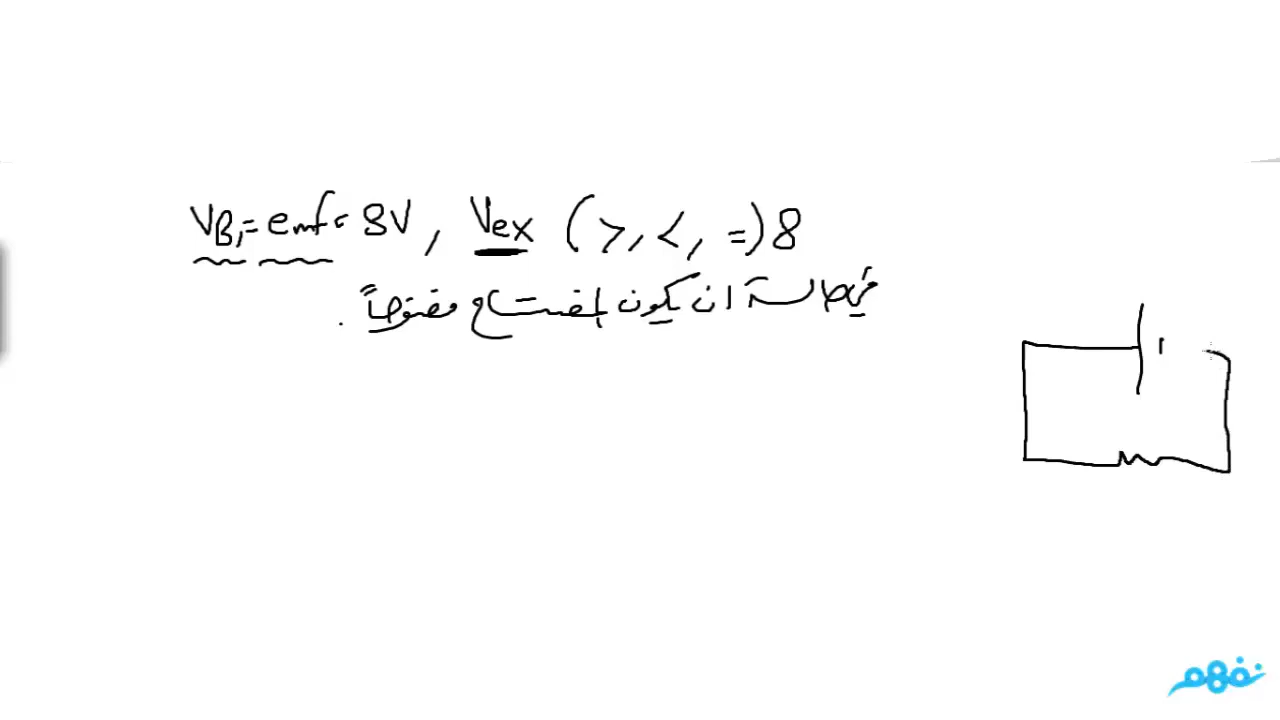 VB1 = emf = 8V , Vex ( > , < , = ) 8
في حالة ان يكون المفتاح مفتوحاً .
نفهم